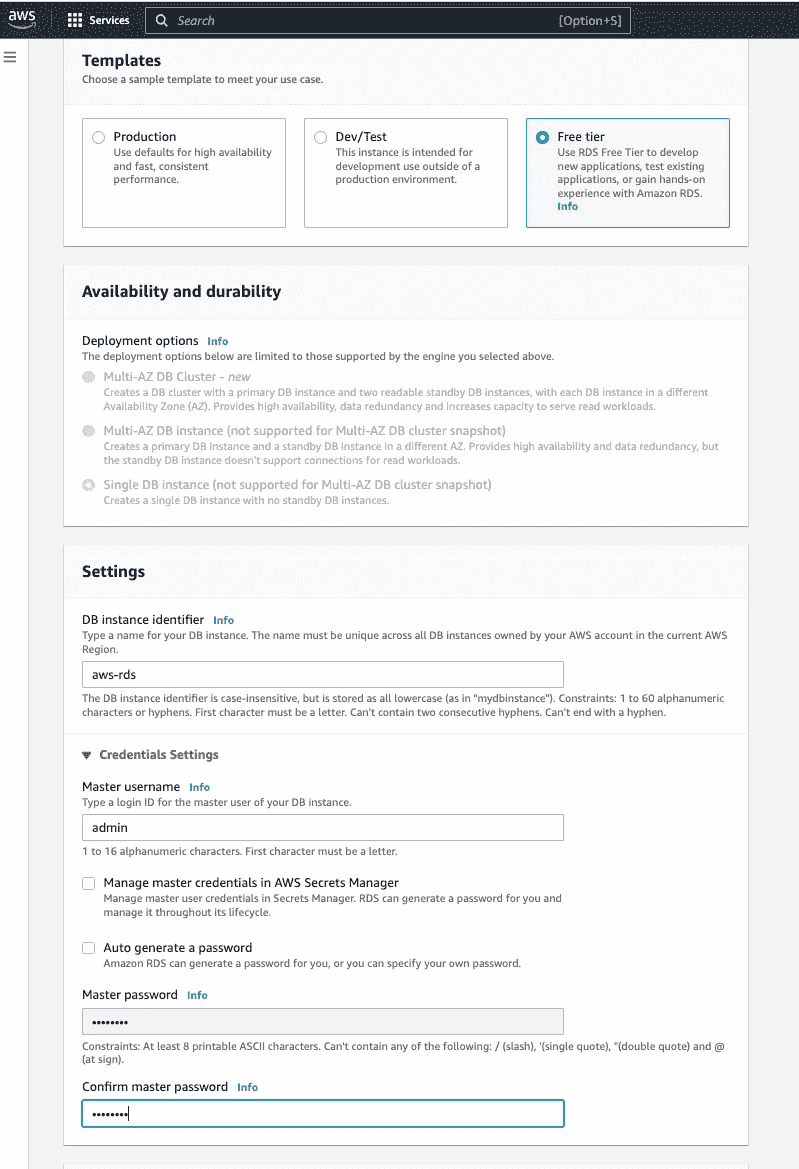 aws
Services
Search
[Option+S]
Templates
Choose a sample template to meet your use case.
Production
Use defaults for high availability
and fast, consistent
performance.
Dev/Test
This instance is intended for
development use outside of a
production environment.
Free tier
Use RDS Free Tier to develop
new applications, test existing
applications, or gain hands-on
experience with Amazon RDS.
Info
Availability and durability
Deployment options Info
The deployment options below are limited to those supported by the engine you selected above.
Multi-AZ DB Cluster - new
Creates a DB cluster with a primary DB instance and two readable standby DB instances, with each DB instance in a different
Availability Zone (AZ). Provides high availability, data redundancy and increases capacity to serve read workloads.
Multi-AZ DB instance (not supported for Multi-AZ DB cluster snapshot)
Creates a primary DB instance and a standby DB instance in a different AZ. Provides high availability and data redundancy, but
the standby DB instance doesn't support connections for read workloads.
Single DB instance (not supported for Multi-AZ DB cluster snapshot)
Creates a single DB instance with no standby DB instances.
Settings
DB instance identifier Info
Type a name for your DB instance. The name must be unique across all DB instances owned by your AWS account in the current AWS
Region.
aws-rds
The DB instance identifier is case-insensitive, but is stored as all lowercase (as in "mydbinstance"). Constraints: 1 to 60 alphanumeric
characters or hyphens. First character must be a letter. Can't contain two consecutive hyphens. Can't end with a hyphen.
Credentials Settings
Master username Info
Type a login ID for the master user of your DB instance.
admin
1 to 16 alphanumeric characters. First character must be a letter.
Manage master credentials in AWS Secrets Manager
Manage master user credentials in Secrets Manager. RDS can generate a password for you and
manage it throughout its lifecycle.
Auto generate a password
Amazon RDS can generate a password for you, or you can specify your own password.
Master password Info
••••••••
Constraints: At least 8 printable ASCII characters. Can't contain any of the following: / (slash), '(single quote), "(double quote) and @
(at sign).
Confirm master password Info
••••••••